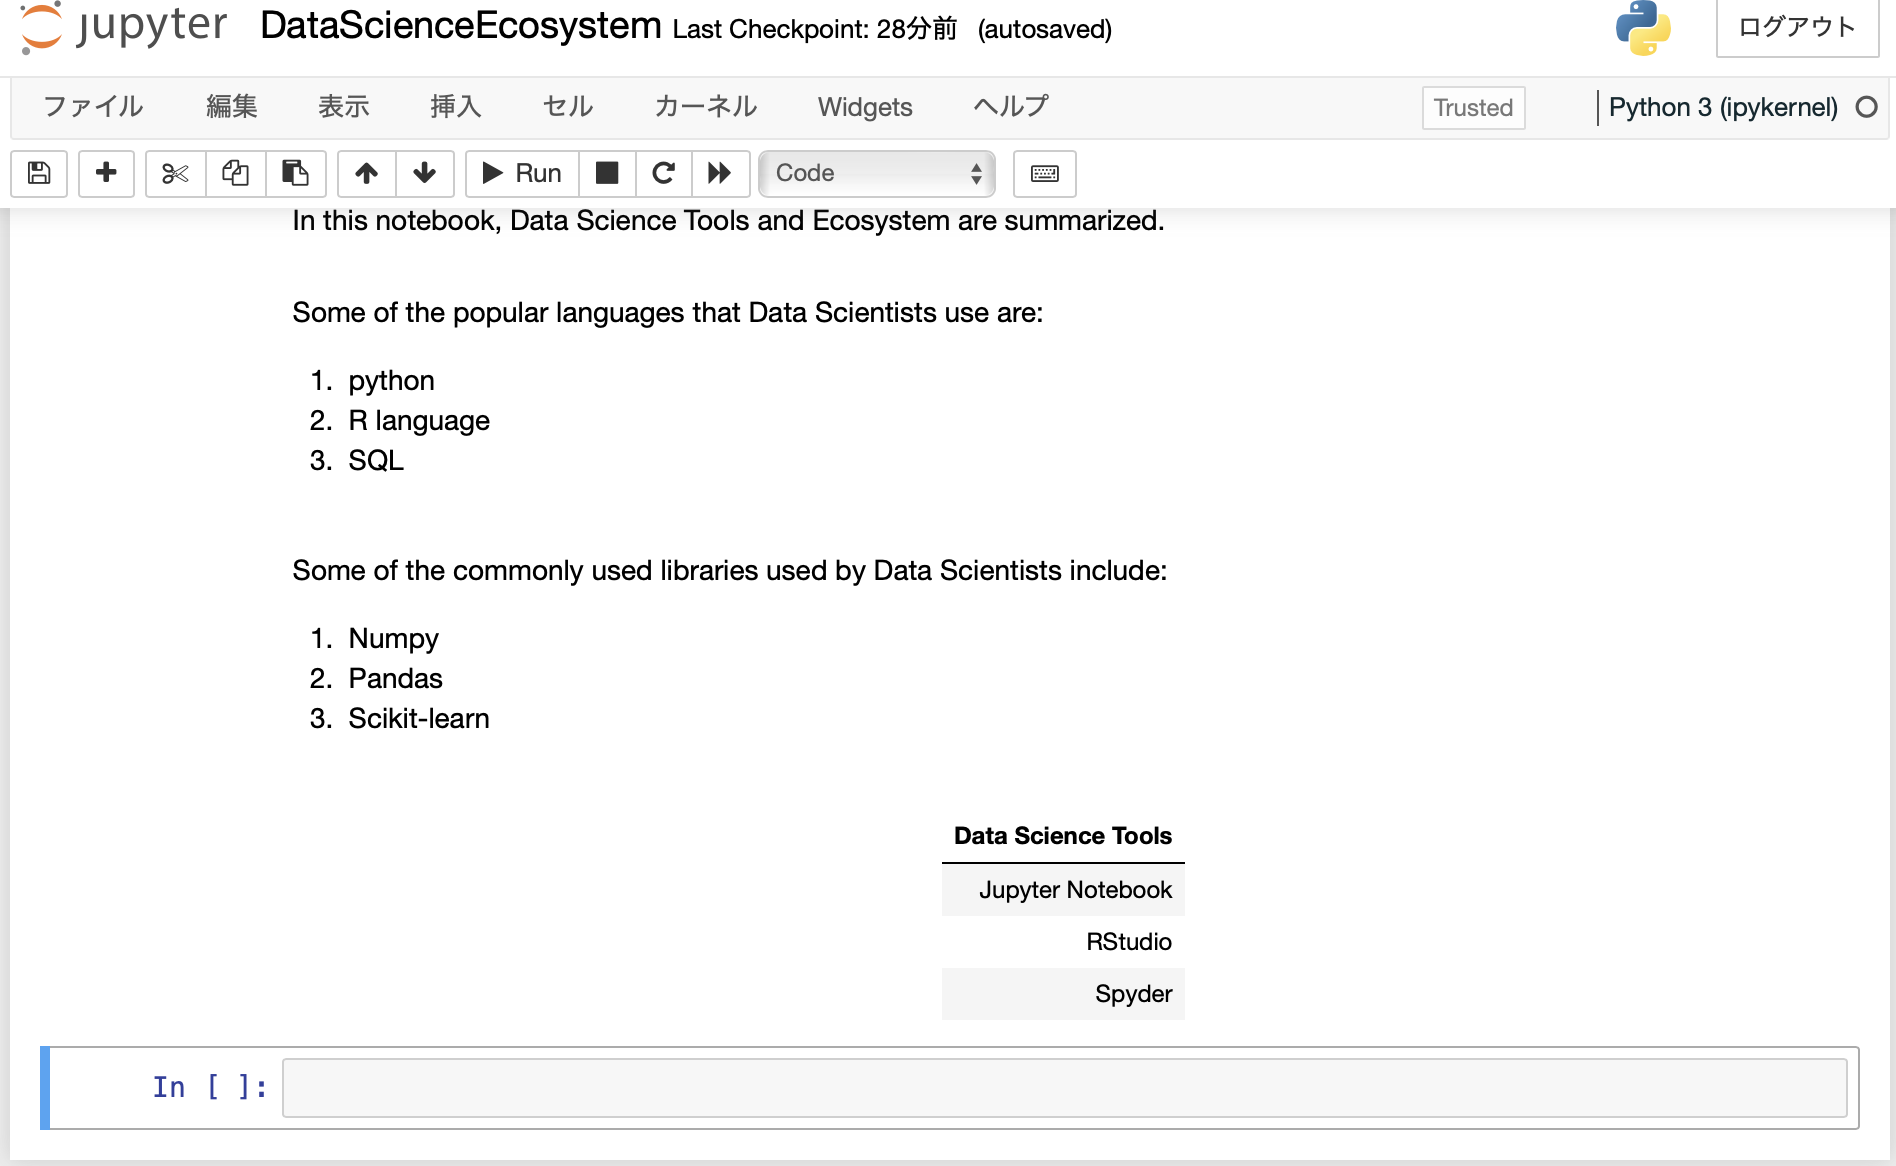 jupyter DataScienceEcosystem Last Checkpoint: 28分前 (autosaved) ログアウト
ファイル 編集 表示 挿入 セル カーネル Widgets ヘルプ Trusted Python 3 (ipykernel)
Run Code
In this notebook, Data Science Tools and Ecosystem are summarized.
Some of the popular languages that Data Scientists use are:
1. python
2. R language
3. SQL
Some of the commonly used libraries used by Data Scientists include:
1. Numpy
2. Pandas
3. Scikit-learn
Data Science Tools
Jupyter Notebook
RStudio
Spyder
In [ ]: